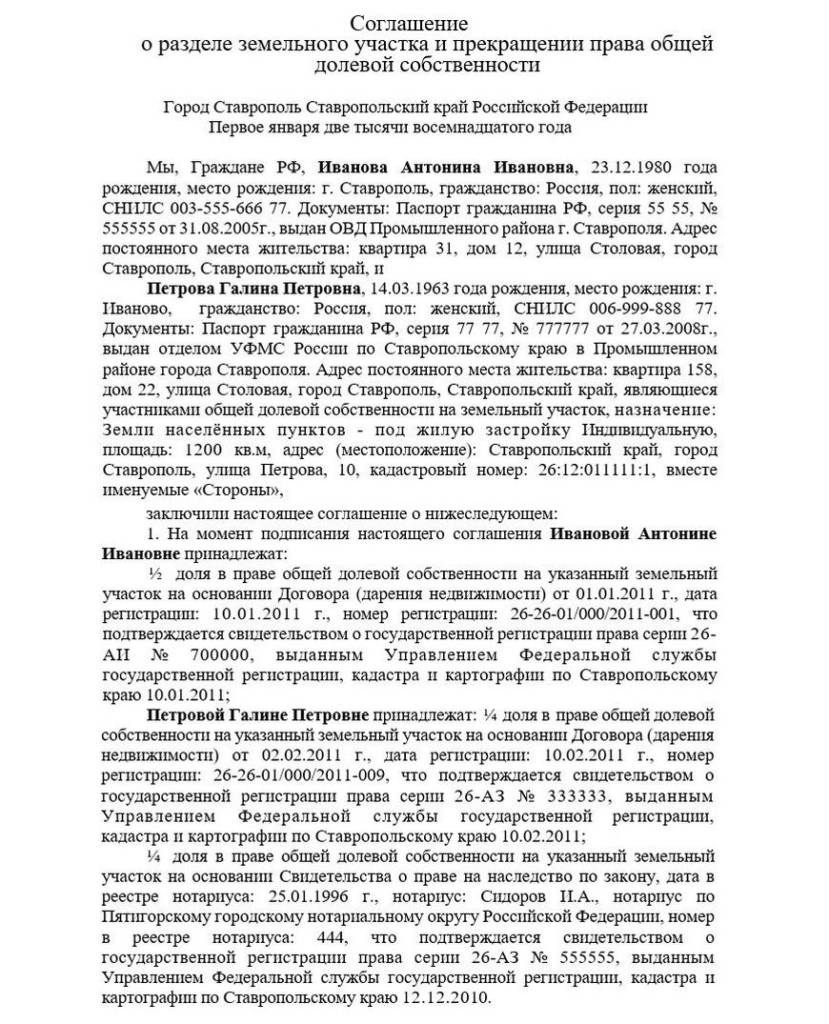 Соглашение
о разделе земельного участка и прекращении права общей
долевой собственности
Город Ставрополь Ставропольский край Российской Федерации
Первое января две тысячи восемнадцатого года
Мы, Граждане РФ, Иванова Антонина Ивановна, 23.12.1980 года
рождения, место рождения: г. Ставрополь, гражданство: Россия, пол: женский,
СНИЛС 003-555-666 77. Документы: Паспорт гражданина РФ, серия 55 55, №
555555 от 31.08.2005г., выдан ОВД Промышленного района г. Ставрополя. Адрес
постоянного места жительства: квартира 31, дом 12, улица Столовая, город
Ставрополь, Ставропольский край, и
Петрова Галина Петровна, 14.03.1963 года рождения, место рождения: г.
Иваново, гражданство: Россия, пол: женский, СНИЛС 006-999-888 77.
Документы: Паспорт гражданина РФ, серия 77 77, № 777777 от 27.03.2008г.,
выдан отделом УФМС России по Ставропольскому краю в Промышленном
районе города Ставрополя. Адрес постоянного места жительства: квартира 158,
дом 22, улица Столовая, город Ставрополь, Ставропольский край, являющиеся
участниками общей долевой собственности на земельный участок, назначение:
Земли населённых пунктов - под жилую застройку Индивидуальную,
площадь: 1200 кв.м, адрес (местоположение): Ставропольский край, город
Ставрополь, улица Петрова, 10, кадастровый номер: 26:12:011111:1, вместе
именуемые «Стороны»,
заключили настоящее соглашение о нижеследующем:
1. На момент подписания настоящего соглашения Ивановой Антонине
Ивановне принадлежат:
½ доля в праве общей долевой собственности на указанный земельный
участок на основании Договора (дарения недвижимости) от 01.01.2011 г., дата
регистрации: 10.01.2011 г., номер регистрации: 26-26-01/000/2011-001, что
подтверждается свидетельством о государственной регистрации права серии 26-
АИ № 700000, выданным Управлением Федеральной службы
государственной регистрации, кадастра и картографии по Ставропольскому
краю 10.01.2011;
Петровой Галине Петровне принадлежат: ¼ доля в праве общей долевой
собственности на указанный земельный участок на основании Договора (дарения
недвижимости) от 02.02.2011 г., дата регистрации: 10.02.2011 г., номер
регистрации: 26-26-01/000/2011-009, что подтверждается свидетельством о
государственной регистрации права серии 26-АЗ № 333333, выданным
Управлением Федеральной службы государственной регистрации,
кадастра и картографии по Ставропольскому краю 10.02.2011;
¼ доля в праве общей долевой собственности на указанный земельный
участок на основании Свидетельства о праве на наследство по закону, дата в
реестре нотариуса: 25.01.1996 г., нотариус: Сидоров И.А., нотариус по
Пятигорскому городскому нотариальному округу Российской Федерации, номер
в реестре нотариуса: 444, что подтверждается свидетельством о
государственной регистрации права серии 26-АЗ № 555555, выданным
Управлением Федеральной службы государственной регистрации, кадастра и
картографии по Ставропольскому краю 12.12.2010.